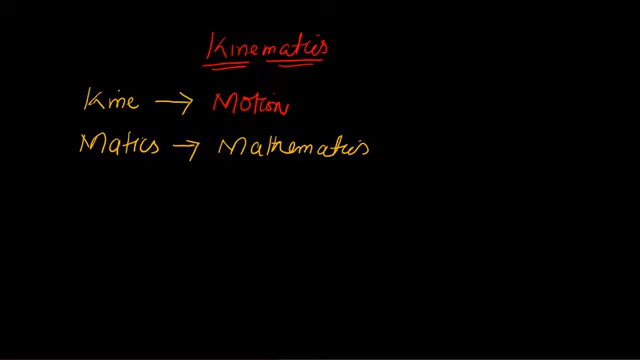 Kinematics
Kine → Motion
Matics → Mathematics